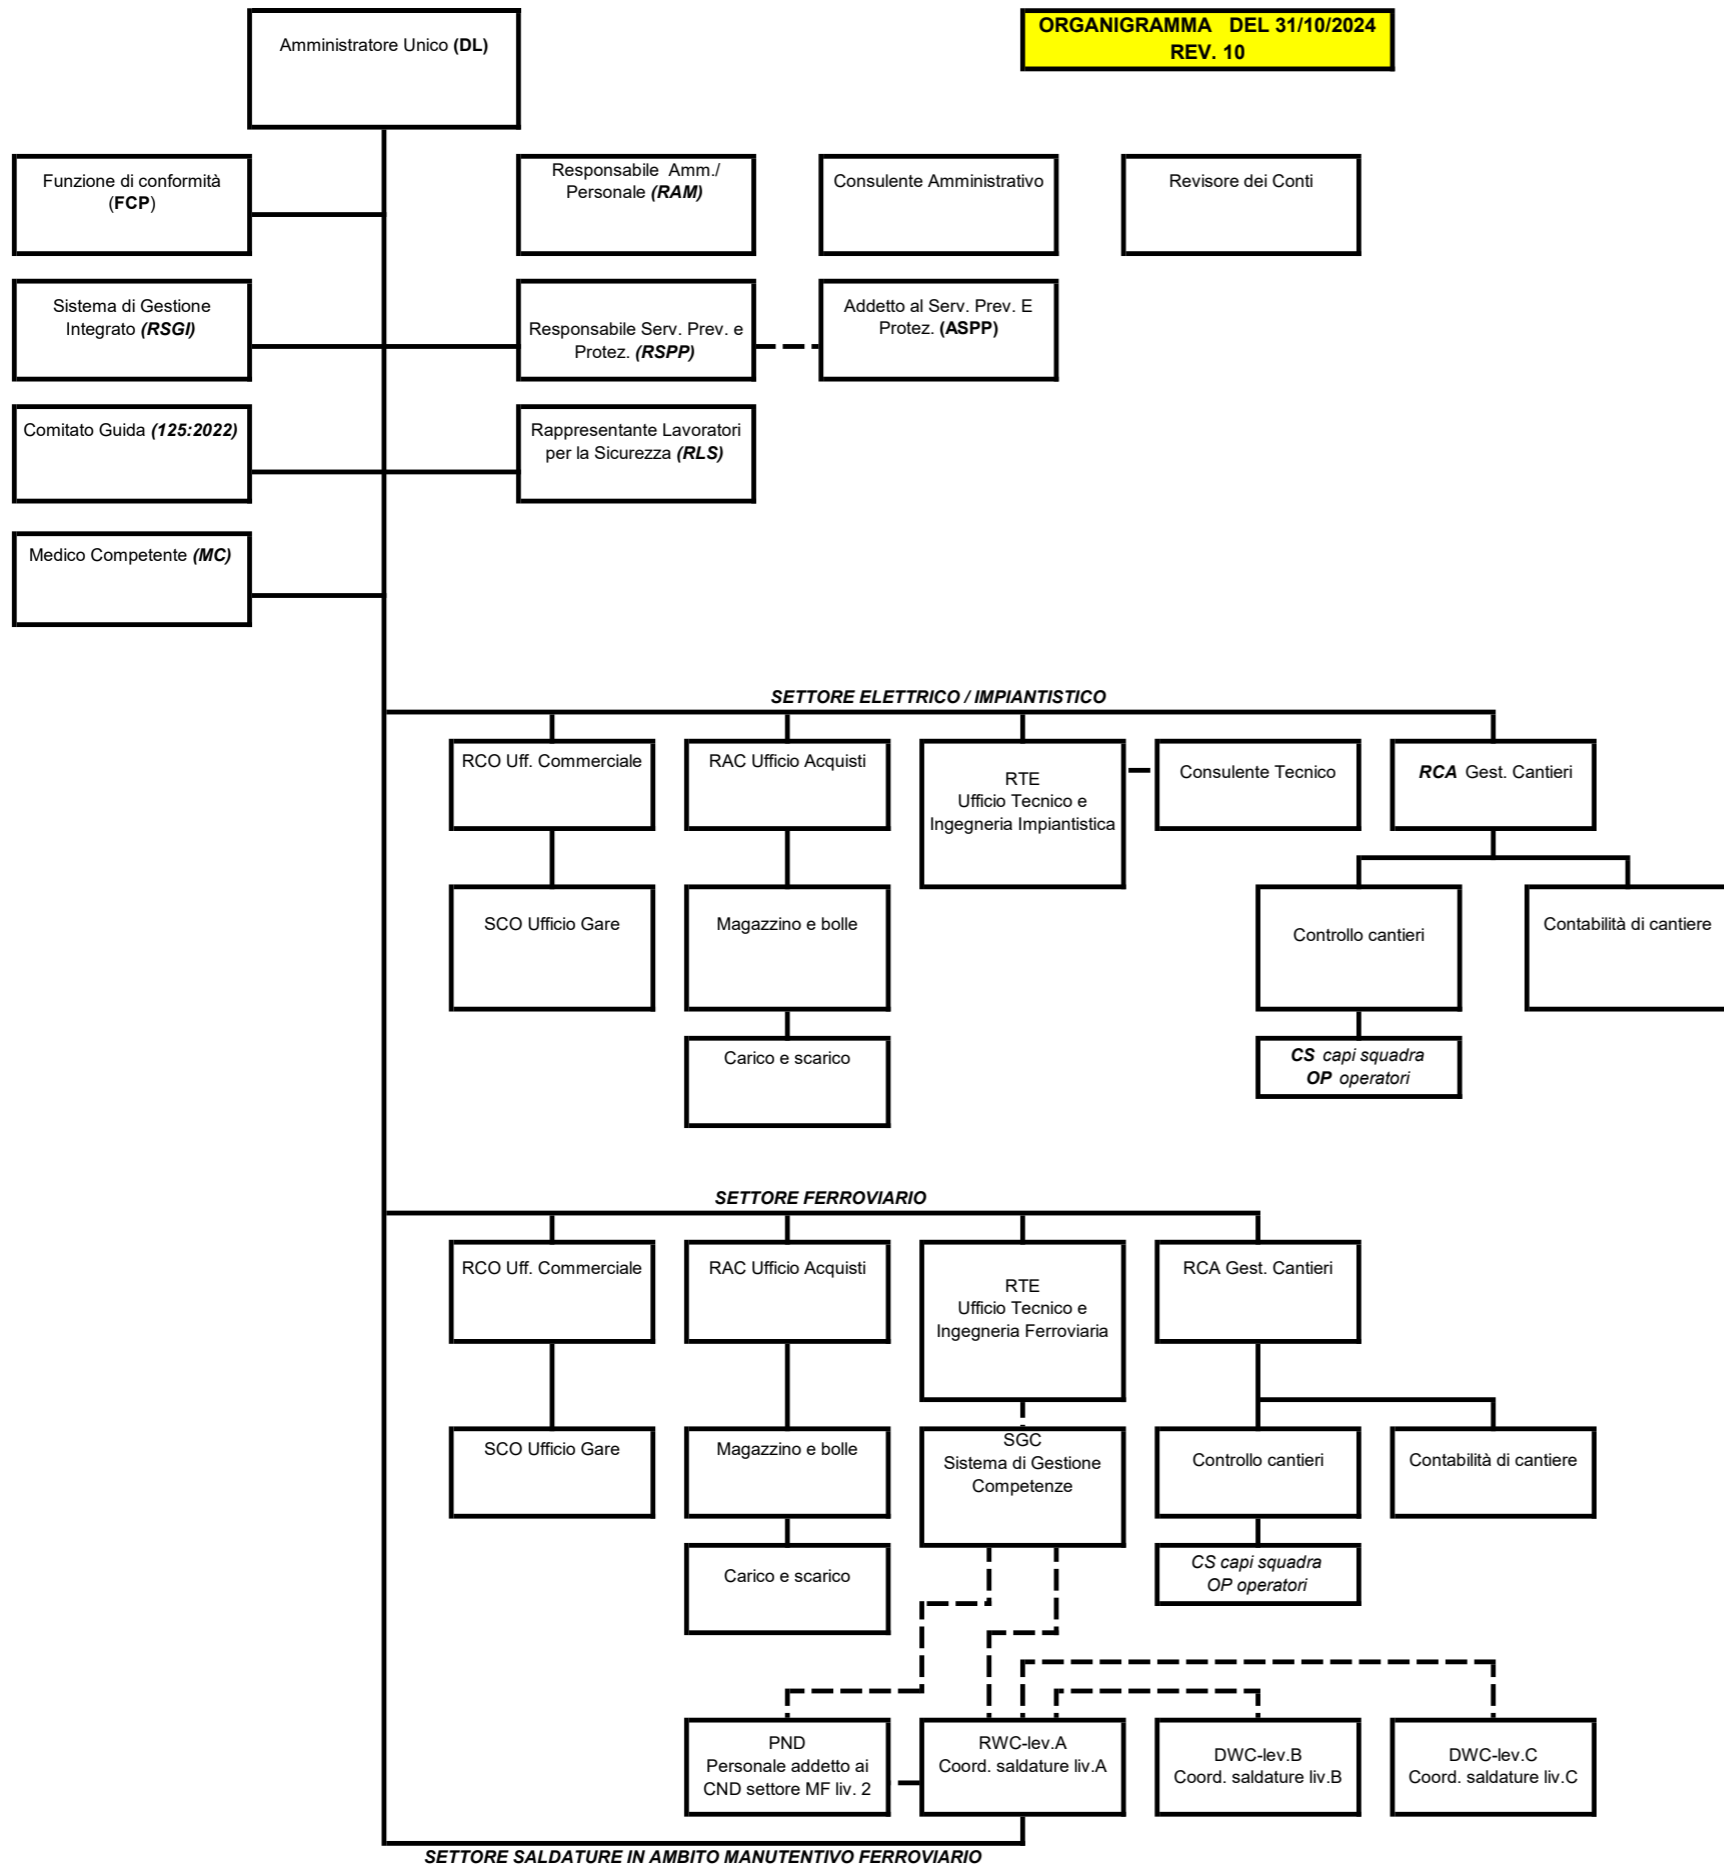 Amministratore Unico (DL)
ORGANIGRAMMA DEL 31/10/2024
REV. 10
Funzione di conformità
(FCP)
Responsabile Amm./
Personale (RAM)
Consulente Amministrativo
Revisore dei Conti
Sistema di Gestione
Integrato (RSGI)
Responsabile Serv. Prev. e
Protez. (RSPP)
Addetto al Serv. Prev. E
Protez. (ASPP)
Comitato Guida (125:2022)
Rappresentante Lavoratori
per la Sicurezza (RLS)
Medico Competente (MC)
SETTORE ELETTRICO / IMPIANTISTICO
RCO Uff. Commerciale
RAC Ufficio Acquisti
RTE
Ufficio Tecnico e
Ingegneria Impiantistica
Consulente Tecnico
RCA Gest. Cantieri
SCO Ufficio Gare
Magazzino e bolle
Controllo cantieri
Contabilità di cantiere
Carico e scarico
CS capi squadra
OP operatori
SETTORE FERROVIARIO
RCO Uff. Commerciale
RAC Ufficio Acquisti
RTE
Ufficio Tecnico e
Ingegneria Ferroviaria
RCA Gest. Cantieri
SCO Ufficio Gare
Magazzino e bolle
SGC
Sistema di Gestione
Competenze
Controllo cantieri
Contabilità di cantiere
Carico e scarico
CS capi squadra
OP operatori
PND
Personale addetto ai
CND settore MF liv. 2
RWC-lev.A
Coord. saldature liv.A
DWC-lev.B
Coord. saldature liv.B
DWC-lev.C
Coord. saldature liv.C
SETTORE SALDATURE IN AMBITO MANUTENTIVO FERROVIARIO